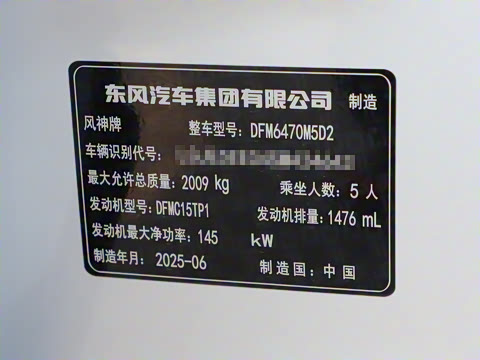 东风汽车集团有限公司 制造
风神牌 整车型号: DFM6470M5D2
车辆识别代号:
最大允许总质量: 2009 kg 乘坐人数: 5 人
发动机型号: DFMC15TP1 发动机排量: 1476 mL
发动机最大净功率: 145 kW
制造年月: 2025-06 制造国: 中国